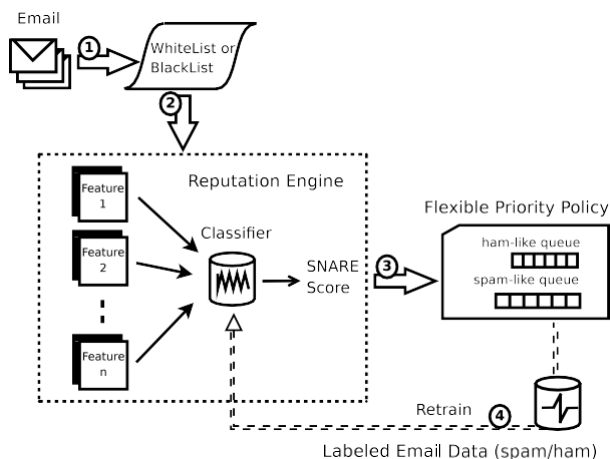 Email
1
WhiteList or
BlackList
2
Reputation Engine
Feature
1
Feature
2
Feature
n
Classifier
SNARE
Score
3
Flexible Priority Policy
ham-like queue
spam-like queue
Retrain
4
Labeled Email Data (spam/ham)